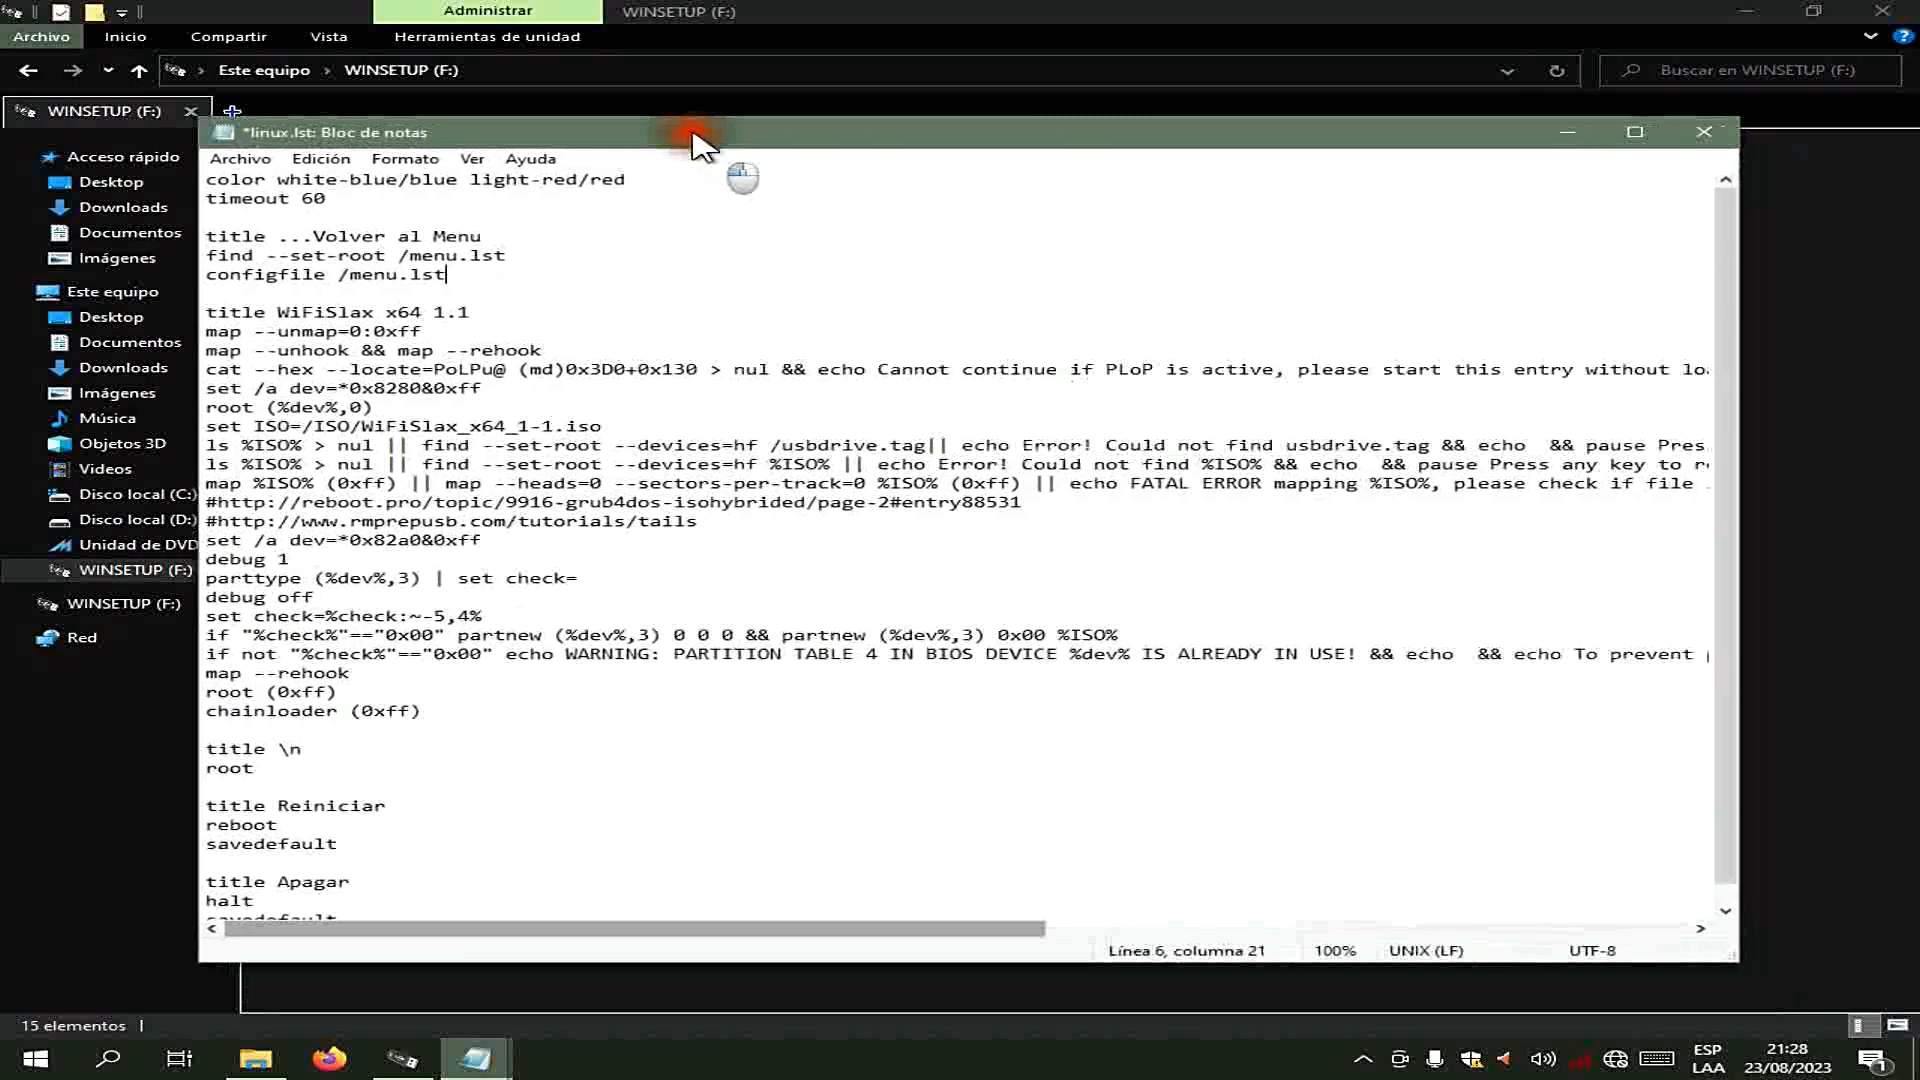 Administrar
WINSETUP (F:)
Archivo
Inicio
Compartir
Vista
Herramientas de unidad
Este equipo
WINSETUP (F:)
Buscar en WINSETUP (F:)
WINSETUP (F:)
Acceso rápido
Desktop
Downloads
Documentos
Imágenes
Este equipo
Desktop
Documentos
Downloads
Imágenes
Música
Objetos 3D
Videos
Disco local (C:)
Disco local (D:)
Unidad de DVD
WINSETUP (F:)
WINSETUP (F:)
Red
*linux.lst: Bloc de notas
Archivo Edición Formato Ver Ayuda
color white-blue/blue light-red/red
timeout 60
title ...Volver al Menu
find --set-root /menu.lst
configfile /menu.lst
title WiFiSlax x64 1.1
map --unmap=0:0xff
map --unhook && map --rehook
cat --hex --locate=PoLPu@ (md)0x3D0+0x130 > nul && echo Cannot continue if PLoP is active, please start this entry without lo
set /a dev=*0x8280&0xff
root (%dev%,0)
set ISO=/ISO/WiFiSlax_x64_1-1.iso
ls %ISO% > nul || find --set-root --devices=hf /usbdrive.tag|| echo Error! Could not find usbdrive.tag && echo  && pause Pres
ls %ISO% > nul || find --set-root --devices=hf %ISO% || echo Error! Could not find %ISO% && echo  && pause Press any key to
map %ISO% (0xff) || map --heads=0 --sectors-per-track=0 %ISO% (0xff) || echo FATAL ERROR mapping %ISO%, please check if file
#http://reboot.pro/topic/9916-grub4dos-isohybrided/page-2#entry88531
#http://www.rmprepusb.com/tutorials/tails
set /a dev=*0x82a0&0xff
debug 1
parttype (%dev%,3) | set check=
debug off
set check=%check:~-5,4%
if "%check%"=="0x00" partnew (%dev%,3) 0 0 0 && partnew (%dev%,3) 0x00 %ISO%
if not "%check%"=="0x00" echo WARNING: PARTITION TABLE 4 IN BIOS DEVICE %dev% IS ALREADY IN USE! && echo  && echo To prevent
map --rehook
root (0xff)
chainloader (0xff)
title \n
root
title Reiniciar
reboot
savedefault
title Apagar
halt
savedefault
Línea 6, columna 21
100%
UNIX (LF)
UTF-8
15 elementos
ESP
LAA
21:28
23/08/2023
1